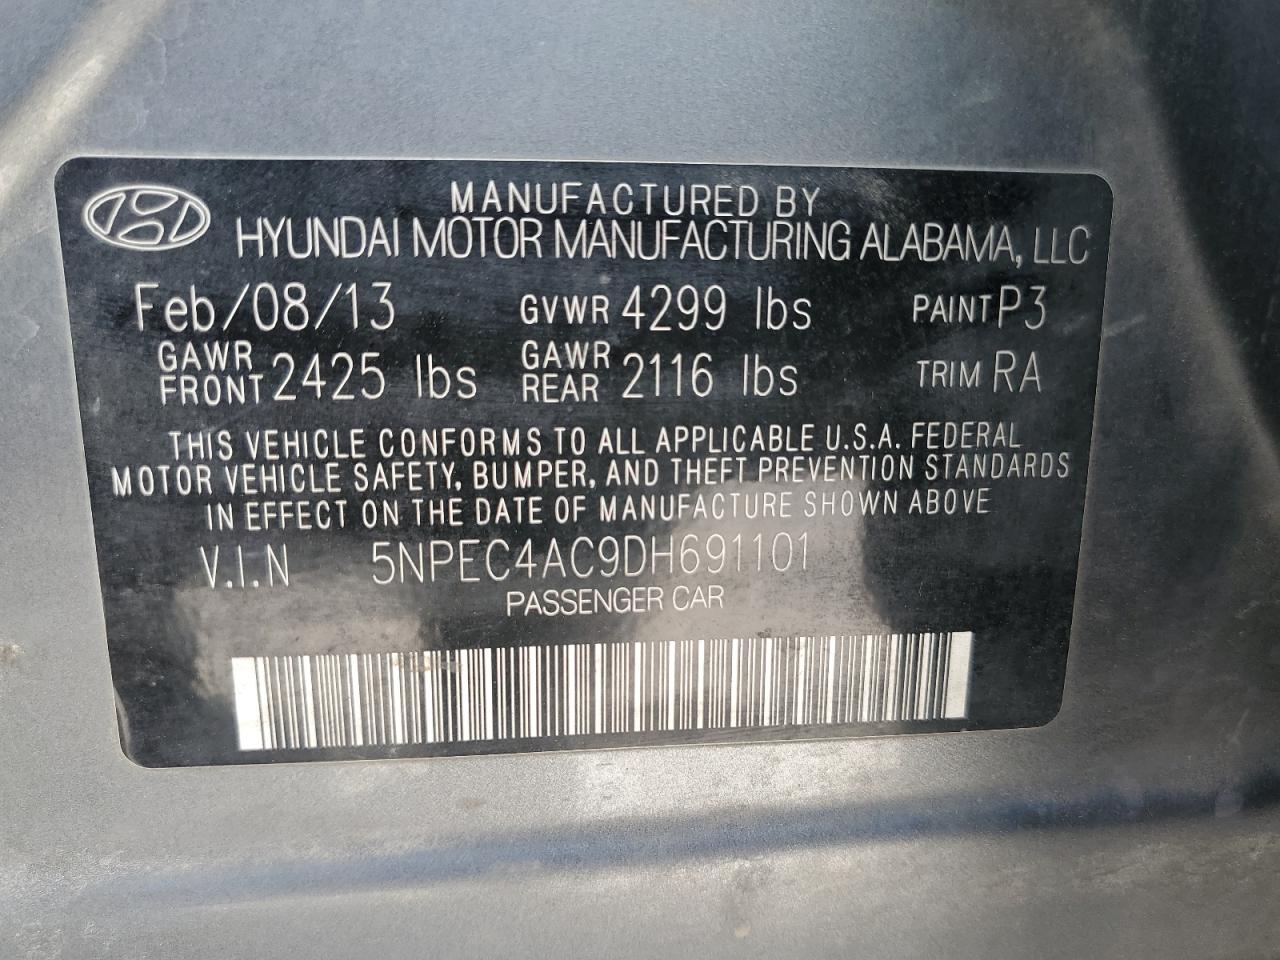 MANUFACTURED BY
HYUNDAI MOTOR MANUFACTURING ALABAMA, LLC
Feb/08/13 GVWR 4299 lbs PAINT P3
GAWR FRONT 2425 lbs GAWR REAR 2116 lbs TRIM RA
THIS VEHICLE CONFORMS TO ALL APPLICABLE U.S.A. FEDERAL
MOTOR VEHICLE SAFETY, BUMPER, AND THEFT PREVENTION STANDARDS
IN EFFECT ON THE DATE OF MANUFACTURE SHOWN ABOVE
V.I.N 5NPEC4AC9DH691101
PASSENGER CAR